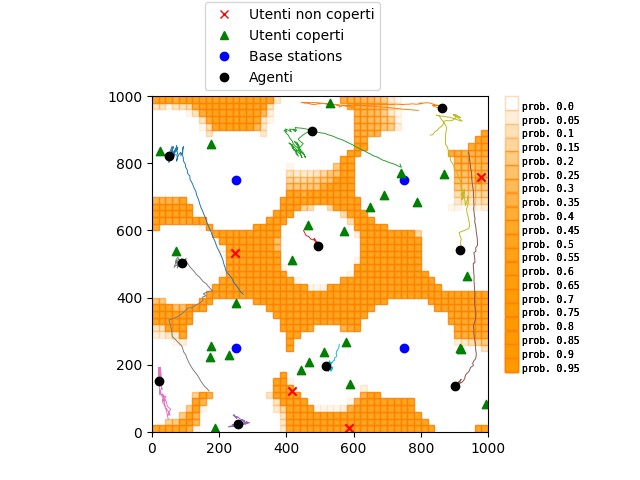 Utenti non coperti
Utenti coperti
Base stations
Agenti
1000
800
600
400
200
0
0
200
400
600
800
1000
prob. 0.0
prob. 0.05
prob. 0.1
prob. 0.15
prob. 0.2
prob. 0.25
prob. 0.3
prob. 0.35
prob. 0.4
prob. 0.45
prob. 0.5
prob. 0.55
prob. 0.6
prob. 0.65
prob. 0.7
prob. 0.75
prob. 0.8
prob. 0.85
prob. 0.9
prob. 0.95